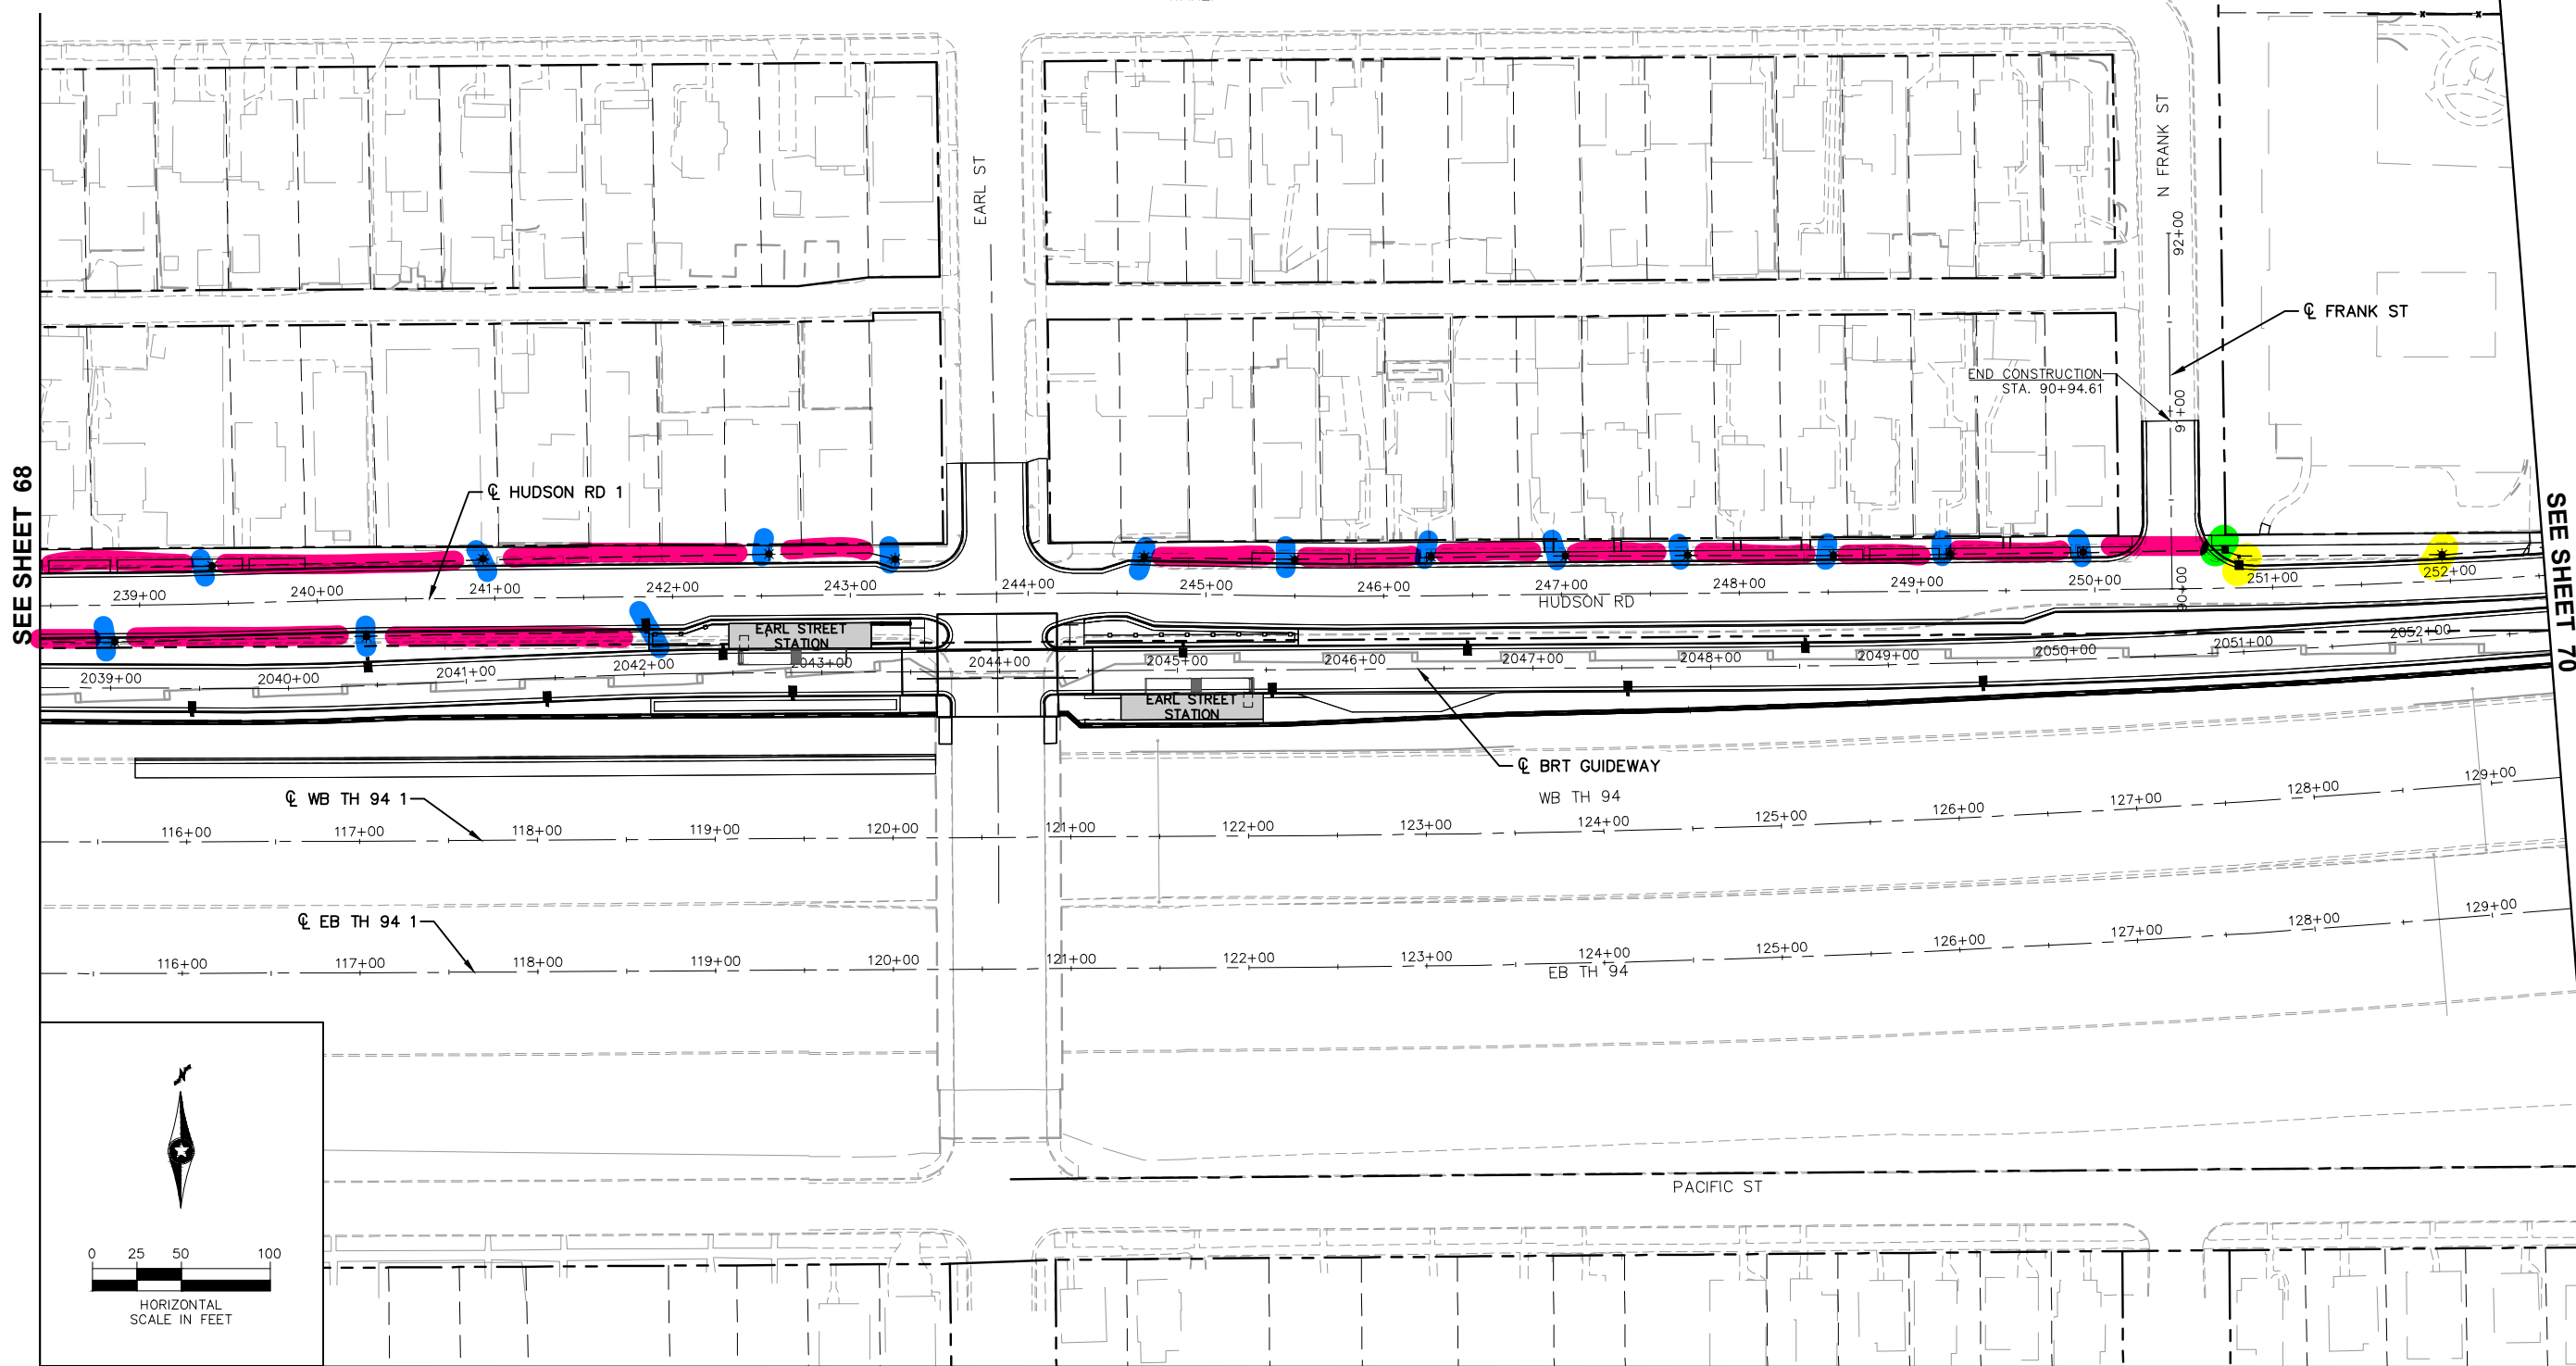 EARL ST
N FRANK ST
92+00
℄ FRANK ST
END CONSTRUCTION
STA. 90+94.61
91+00
SEE SHEET 68
℄ HUDSON RD 1
SEE SHEET 70
239+00
240+00
241+00
242+00
243+00
244+00
245+00
246+00
247+00
248+00
249+00
250+00
251+00
252+00
90+00
HUDSON RD
EARL STREET
STATION
2039+00
2040+00
2041+00
2042+00
2043+00
2044+00
2045+00
2046+00
2047+00
2048+00
2049+00
2050+00
2051+00
2052+00
EARL STREET
STATION
℄ BRT GUIDEWAY
℄ WB TH 94 1
WB TH 94
116+00
117+00
118+00
119+00
120+00
121+00
122+00
123+00
124+00
125+00
126+00
127+00
128+00
129+00
℄ EB TH 94 1
116+00
117+00
118+00
119+00
120+00
121+00
122+00
123+00
124+00
125+00
126+00
127+00
128+00
129+00
EB TH 94
N
PACIFIC ST
0 25 50 100
HORIZONTAL
SCALE IN FEET